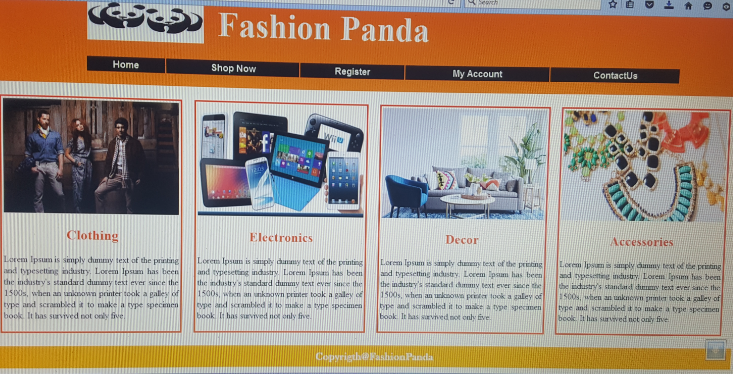 Search
Fashion Panda
Home
Shop Now
Register
My Account
ContactUs
Wii U
Clothing
Lorem Ipsum is simply dummy text of the printing
and typesetting industry. Lorem Ipsum has been
the industry's standard dummy text ever since the
1500s, when an unknown printer took a galley of
type and scrambled it to make a type specimen
book. It has survived not only five.
Electronics
Lorem Ipsum is simply dummy text of the printing
and typesetting industry. Lorem Ipsum has been
the industry's standard dummy text ever since the
1500s, when an unknown printer took a galley of
type and scrambled it to make a type specimen
book. It has survived not only five.
Decor
Lorem Ipsum is simply dummy text of the printing
and typesetting industry. Lorem Ipsum has been
the industry's standard dummy text ever since the
1500s, when an unknown printer took a galley of
type and scrambled it to make a type specimen
book. It has survived not only five.
Accessories
Lorem Ipsum is simply dummy text of the printing
and typesetting industry. Lorem Ipsum has been
the industry's standard dummy text ever since the
1500s, when an unknown printer took a galley of
type and scrambled it to make a type specimen
book. It has survived not only five.
Copyrigth@FashionPanda